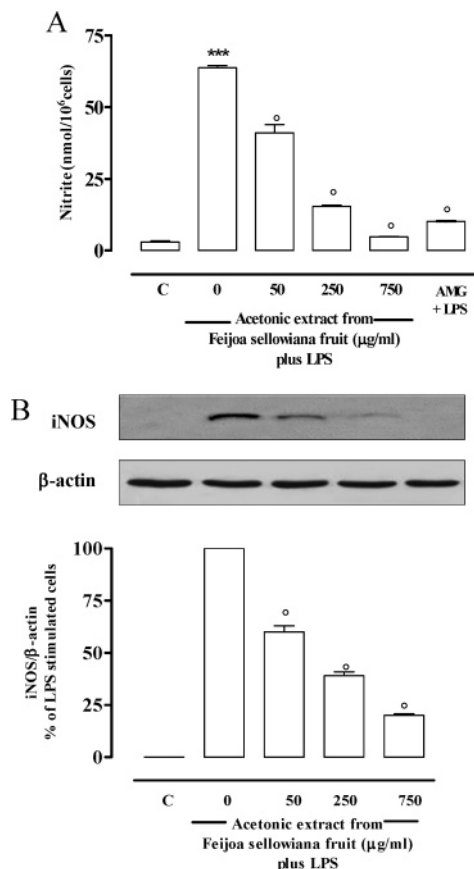 A
Nitrite (nmol/10⁶cells)
75
50
25
0
***
°
°
°
°
C
0
50
250
750
AMG
+ LPS
Acetonic extract from
Feijoa sellowiana fruit (μg/ml)
plus LPS
B
iNOS
β-actin
iNOS/β-actin
% of LPS stimulated cells
100
75
50
25
0
°
°
°
C
0
50
250
750
Acetonic extract from
Feijoa sellowiana fruit (μg/ml)
plus LPS